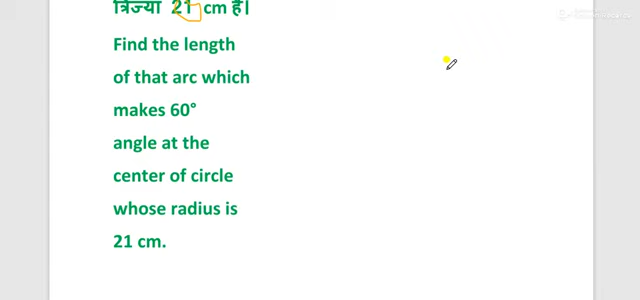 त्रिज्या 21 cm है।
Find the length
of that arc which
makes 60°
angle at the
center of circle
whose radius is
21 cm.